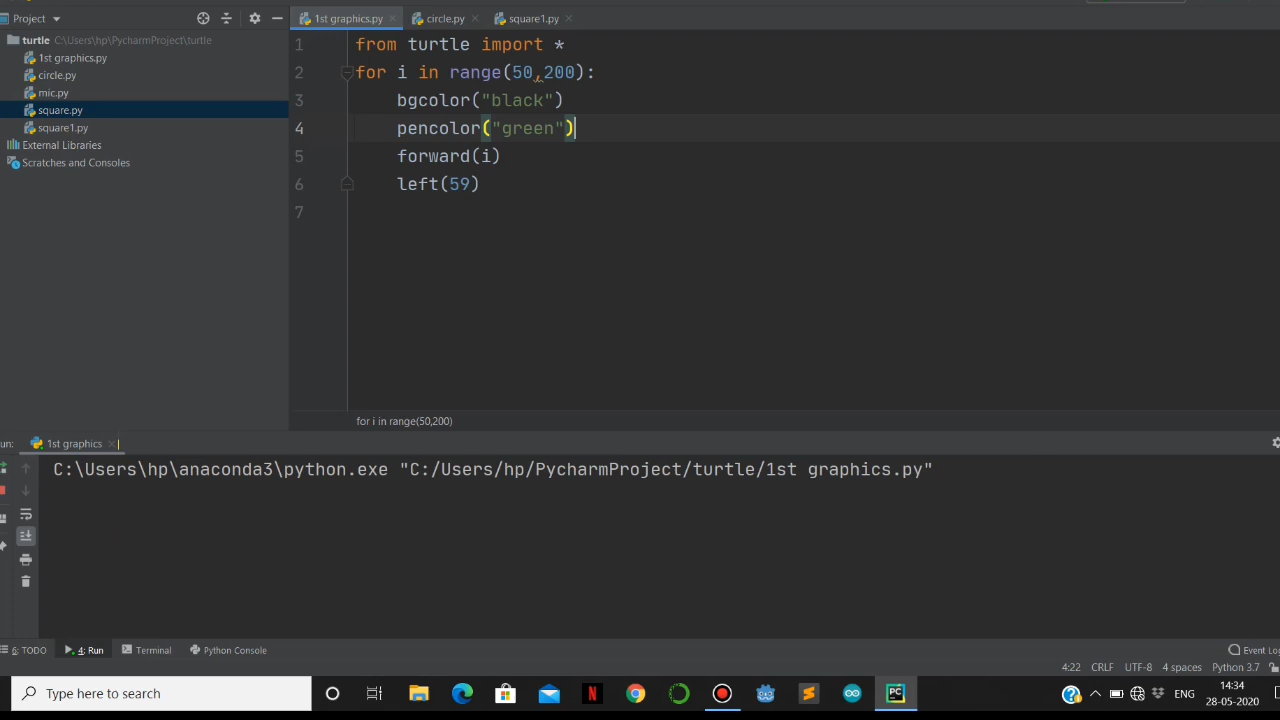 Project
1st graphics.py
circle.py
square1.py
turtle C:\Users\hp\PycharmProject/turtle
1st graphics.py
circle.py
mic.py
square.py
square1.py
External Libraries
Scratches and Consoles
1 from turtle import *
2 for i in range(50,200):
3 bgcolor("black")
4 pencolor("green")
5 forward(i)
6 left(59)
7
for i in range(50,200)
un: 1st graphics
C:\Users\hp\anaconda3\python.exe "C:/Users/hp/PycharmProject/turtle/1st graphics.py"
6: TODO 4: Run Terminal Python Console Event Log
4:22 CRLF UTF-8 4 spaces Python 3.7
Type here to search
ENG
14:34
28-05-2020